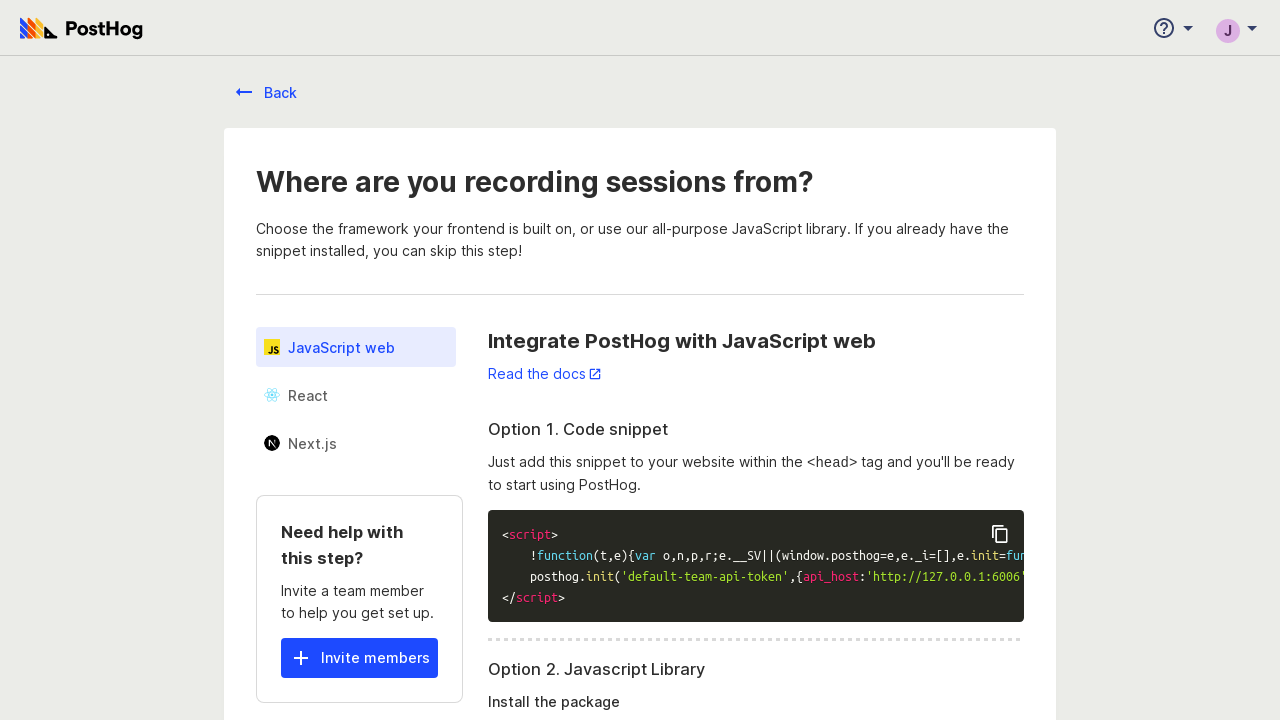 PostHog
J
Back
Where are you recording sessions from?
Choose the framework your frontend is built on, or use our all-purpose JavaScript library. If you already have the
snippet installed, you can skip this step!
JS
JavaScript web
React
Next.js
Need help with
this step?
Invite a team member
to help you get set up.
Invite members
Integrate PostHog with JavaScript web
Read the docs
Option 1. Code snippet
Just add this snippet to your website within the <head> tag and you'll be ready
to start using PostHog.
<script>
    !function(t,e){var o,n,p,r;e.__SV||(window.posthog=e,e._i=[],e.init=fun
    posthog.init('default-team-api-token',{api_host:'http://127.0.0.1:6006'
</script>
Option 2. Javascript Library
Install the package